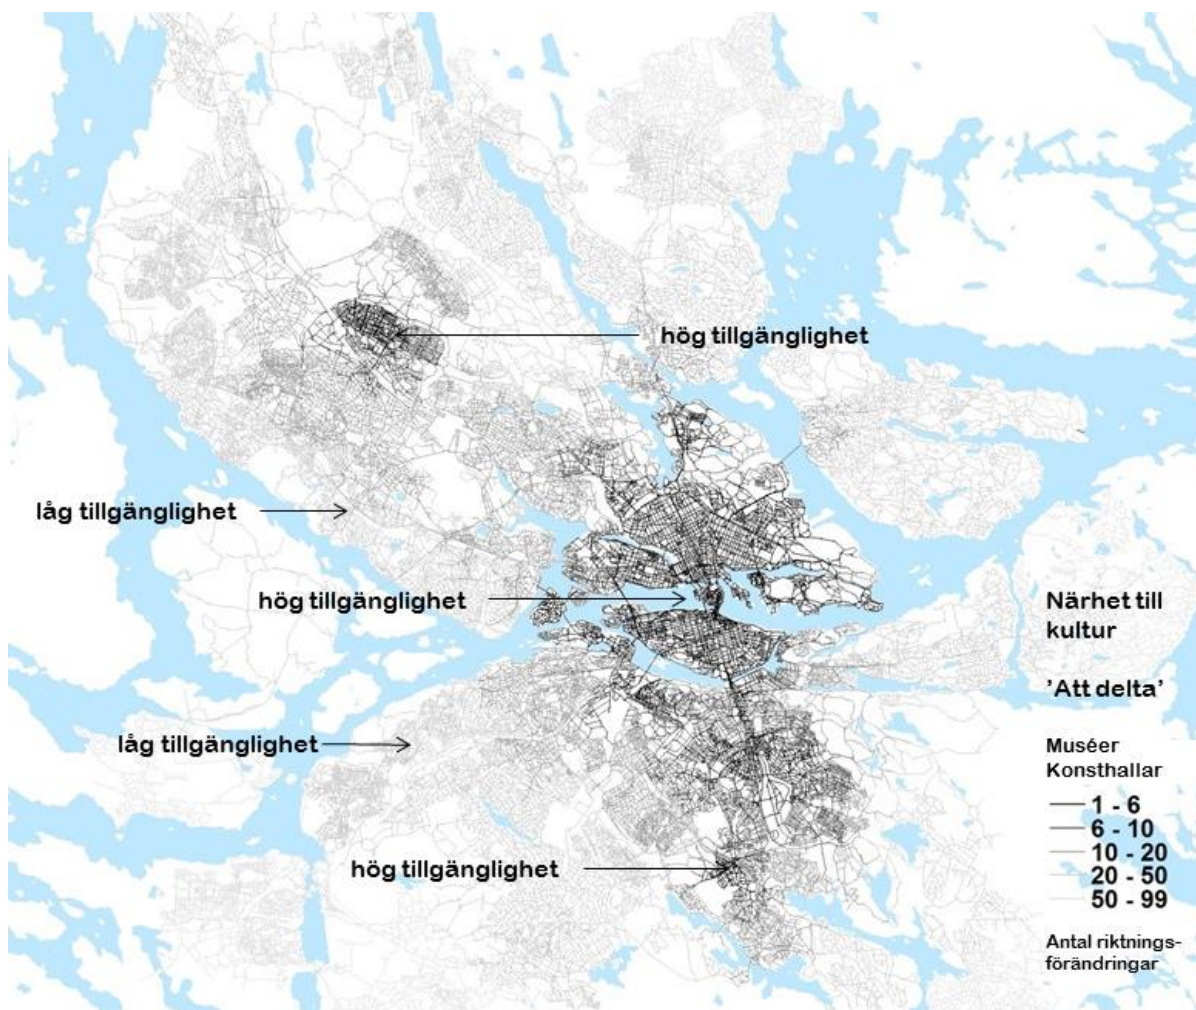 hög tillgänglighet
låg tillgänglighet
hög tillgänglighet
låg tillgänglighet
hög tillgänglighet
Närhet till
kultur
’Att delta’
Muséer
Konsthallar
1 - 6
6 - 10
10 - 20
20 - 50
50 - 99
Antal riktnings-
förändringar